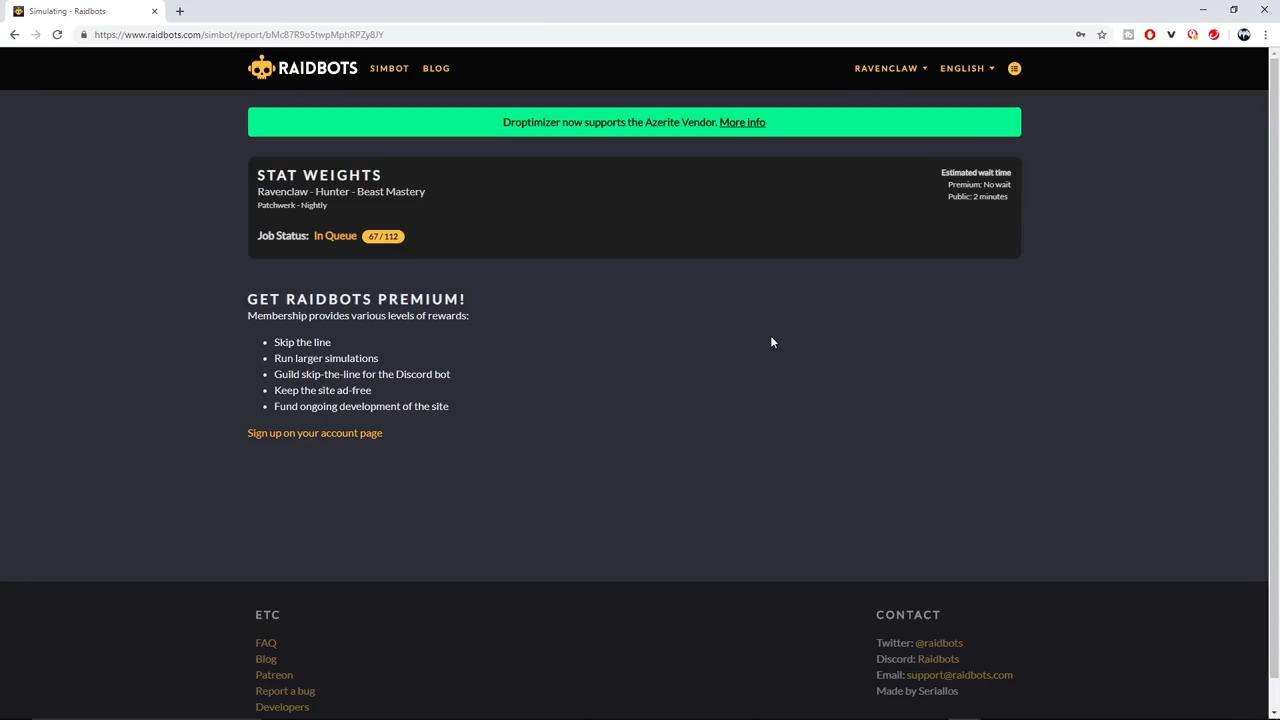 Simulating - Raidbots
https://www.raidbots.com/simbot/report/bMc87R9o5twpMphRPZy8JY
RAIDBOTS SIMBOT BLOG RAVENCLAW ENGLISH
Droptimizer now supports the Azerite Vendor. More info
STAT WEIGHTS
Ravenclaw - Hunter - Beast Mastery
Patchwerk - Nightly
Estimated wait time
Premium: No wait
Public: 2 minutes
Job Status: In Queue 67 / 112
GET RAIDBOTS PREMIUM!
Membership provides various levels of rewards:
Skip the line
Run larger simulations
Guild skip-the-line for the Discord bot
Keep the site ad-free
Fund ongoing development of the site
Sign up on your account page
ETC
FAQ
Blog
Patreon
Report a bug
Developers
CONTACT
Twitter: @raidbots
Discord: Raidbots
Email: support@raidbots.com
Made by Seriallos